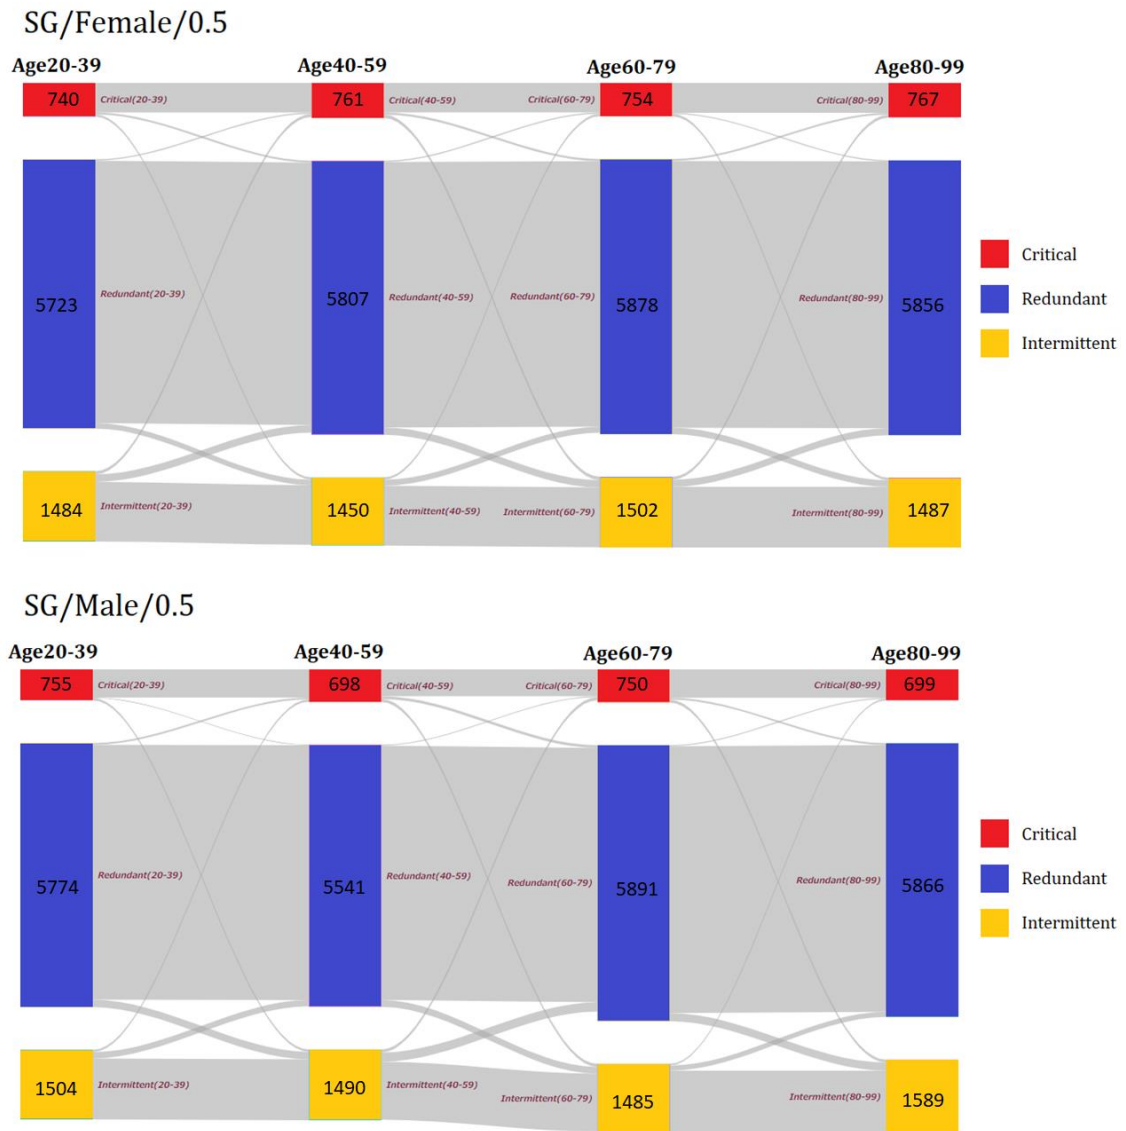 SG/Female/0.5
Age20-39 Age40-59 Age60-79 Age80-99
740 Critical(20-39) 761 Critical(40-59) Critical(60-79) 754 Critical(80-99) 767
Critical
5723 Redundant(20-39) 5807 Redundant(40-59) Redundant(60-79) 5878 Redundant(80-99) 5856
Redundant
Intermittent
1484 Intermittent(20-39) 1450 Intermittent(40-59) Intermittent(60-79) 1502 Intermittent(80-99) 1487
SG/Male/0.5
Age20-39 Age40-59 Age60-79 Age80-99
755 Critical(20-39) 698 Critical(40-59) Critical(60-79) 750 Critical(80-99) 699
Critical
5774 Redundant(20-39) 5541 Redundant(40-59) Redundant(60-79) 5891 Redundant(80-99) 5866
Redundant
Intermittent
1504 Intermittent(20-39) 1490 Intermittent(40-59) Intermittent(60-79) 1485 Intermittent(80-99) 1589